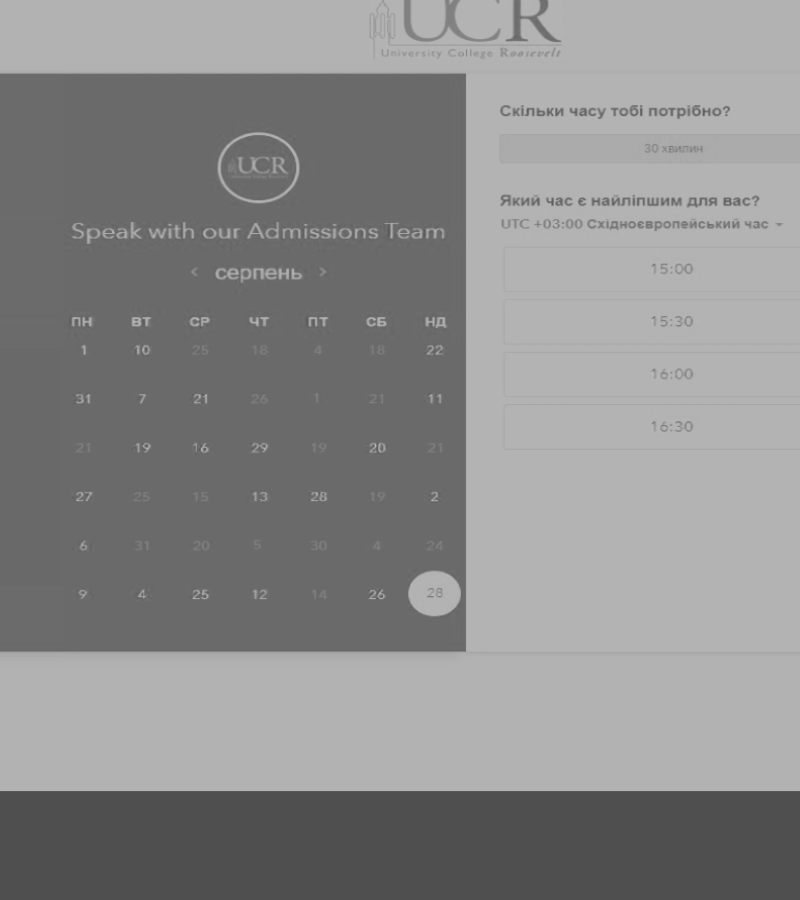 UCR
University College Roosevelt
Скільки часу тобі потрібно?
30 хвилин
UCR
Speak with our Admissions Team
серпень
Який час є найліпшим для вас?
UTC +03:00 Східноєвропейський час
15:00
15:30
16:00
16:30
ПН ВТ СР ЧТ ПТ СБ НД
1 10 25 18 4 18 22
31 7 21 26 1 21 11
21 19 16 29 19 20 21
27 25 15 13 28 19 2
6 31 20 5 30 4 24
9 4 25 12 14 26 28